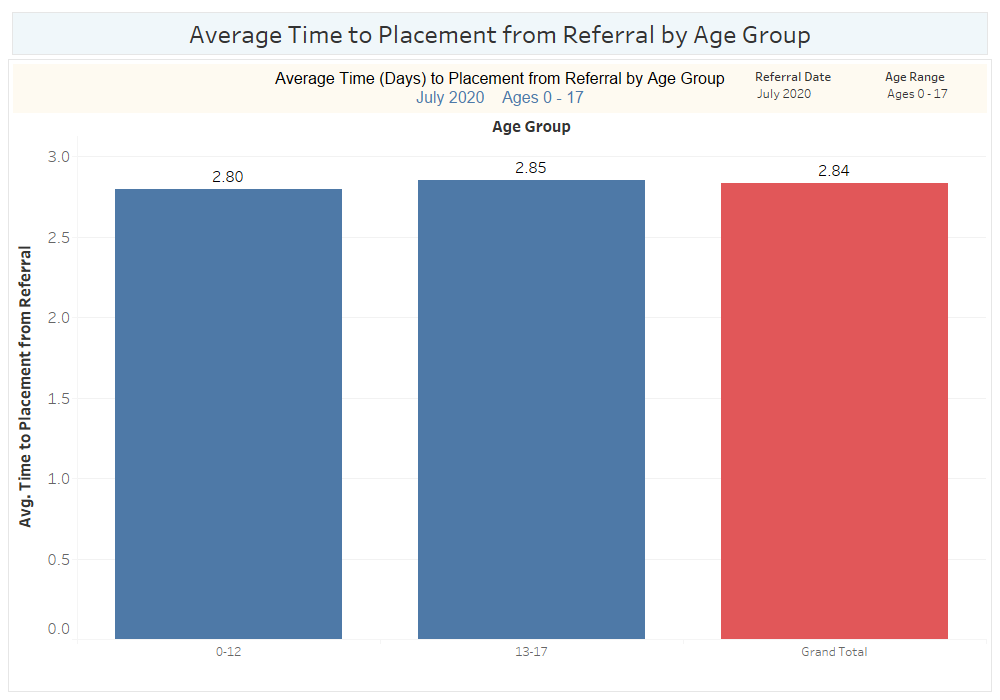 Average Time to Placement from Referral by Age Group
Average Time (Days) to Placement from Referral by Age Group
July 2020 Ages 0 - 17
Referral Date
July 2020
Age Range
Ages 0 - 17
Age Group
Avg. Time to Placement from Referral
3.0
2.5
2.0
1.5
1.0
0.5
0.0
2.80
2.85
2.84
0-12
13-17
Grand Total